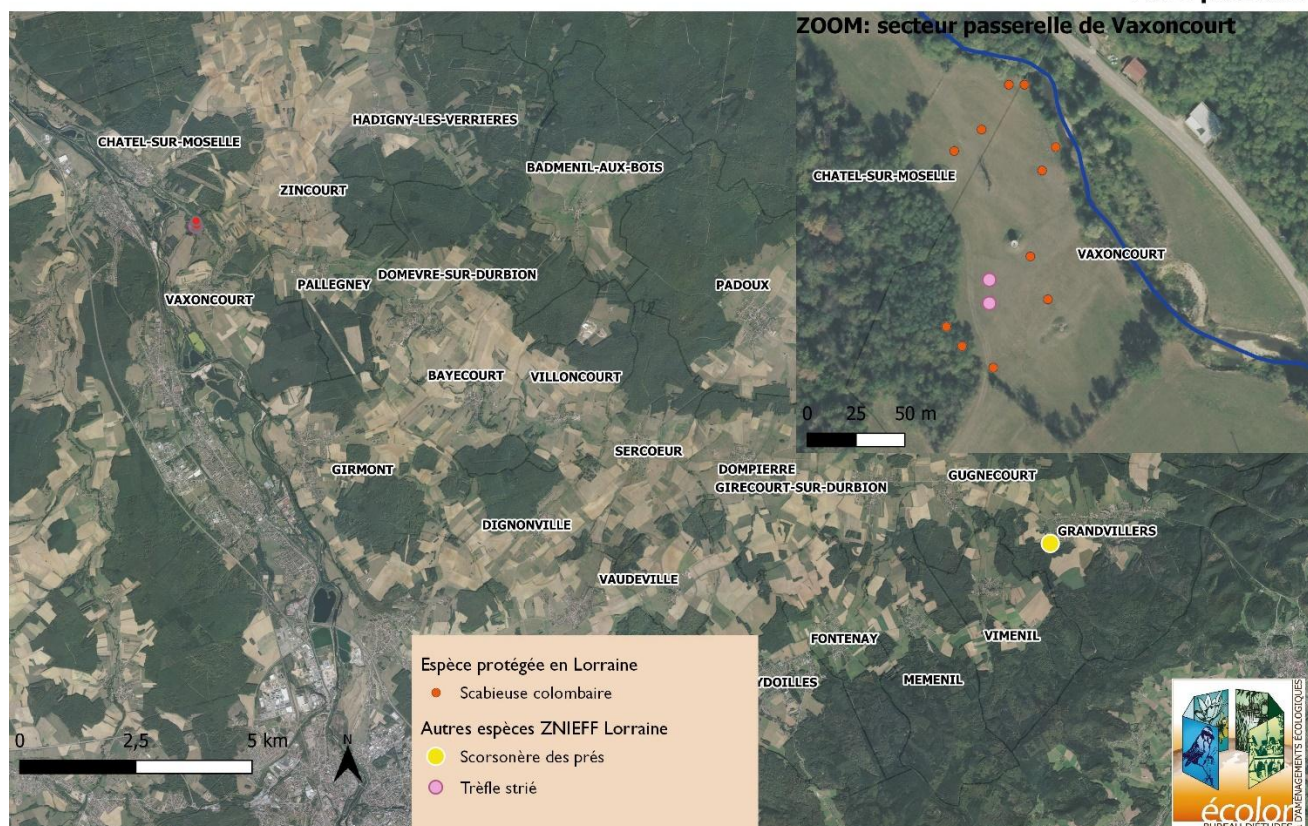 ZOOM: secteur passerelle de Vaxoncourt
HADIGNY-LES-VERRIERES
CHATEL-SUR-MOSELLE
BADMENIL-AUX-BOIS
ZINCOURT
CHATEL-SUR-MOSELLE
VAXONCOURT
DOMEVRE-SUR-DURBION
PALLEGNEY
PADOUX
VAXONCOURT
BAYECOURT
VILLONCOURT
0 25 50 m
SERCOEUR
GIRMONT
DOMPIERRE
GUGNECOURT
GIRECOURT-SUR-DURBION
DIGNONVILLE
GRANDVILLERS
VAUDEVILLE
FONTENAY
VIMENIL
YDOILLES
MEMENIL
Espèce protégée en Lorraine
Scabieuse colombaire
Autres espèces ZNIEFF Lorraine
Scorsonère des prés
Trèfle strié
0 2,5 5 km
N
écolor
BUREAU D'ETUDES
D'AMÉNAGEMENTS ÉCOLOGIQUES